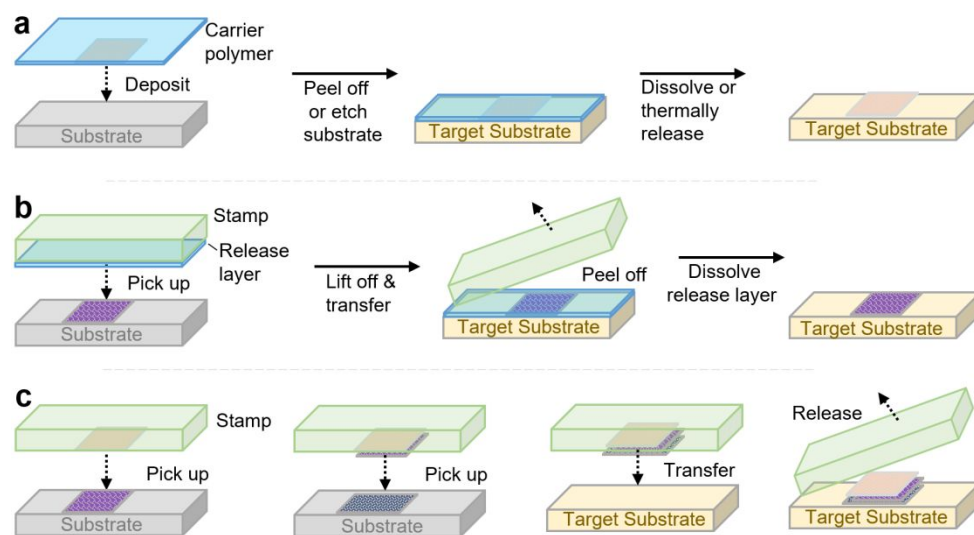 a
Carrier
polymer
Deposit
Substrate
Peel off
or etch
substrate
Target Substrate
Dissolve or
thermally
release
Target Substrate
b
Stamp
Release
layer
Pick up
Substrate
Lift off &
transfer
Peel off
Target Substrate
Dissolve
release layer
Target Substrate
c
Stamp
Pick up
Substrate
Pick up
Substrate
Transfer
Target Substrate
Release
Target Substrate